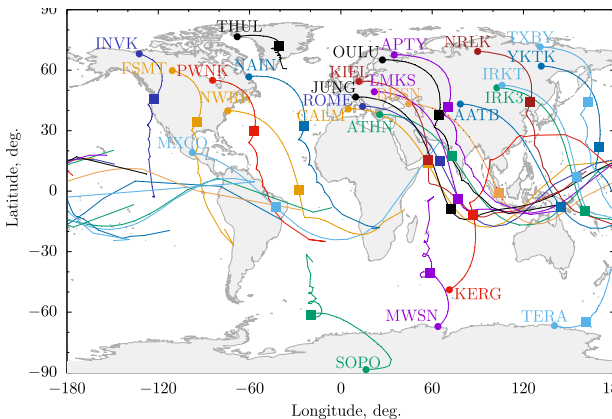 90
60
30
0
−30
−60
−90
Latitude, deg.
−180
−120
−60
0
60
120
180
Longitude, deg.
THUL
INVK
FSMT
PWNK
NAIN
MXCO
OULU
APTY
NRLK
TXBY
YKTK
KIEL
LMKS
JUNG
ROME
CALM
ATHN
AATB
IRKT
IRK3
KERG
MWSN
TERA
SOPO